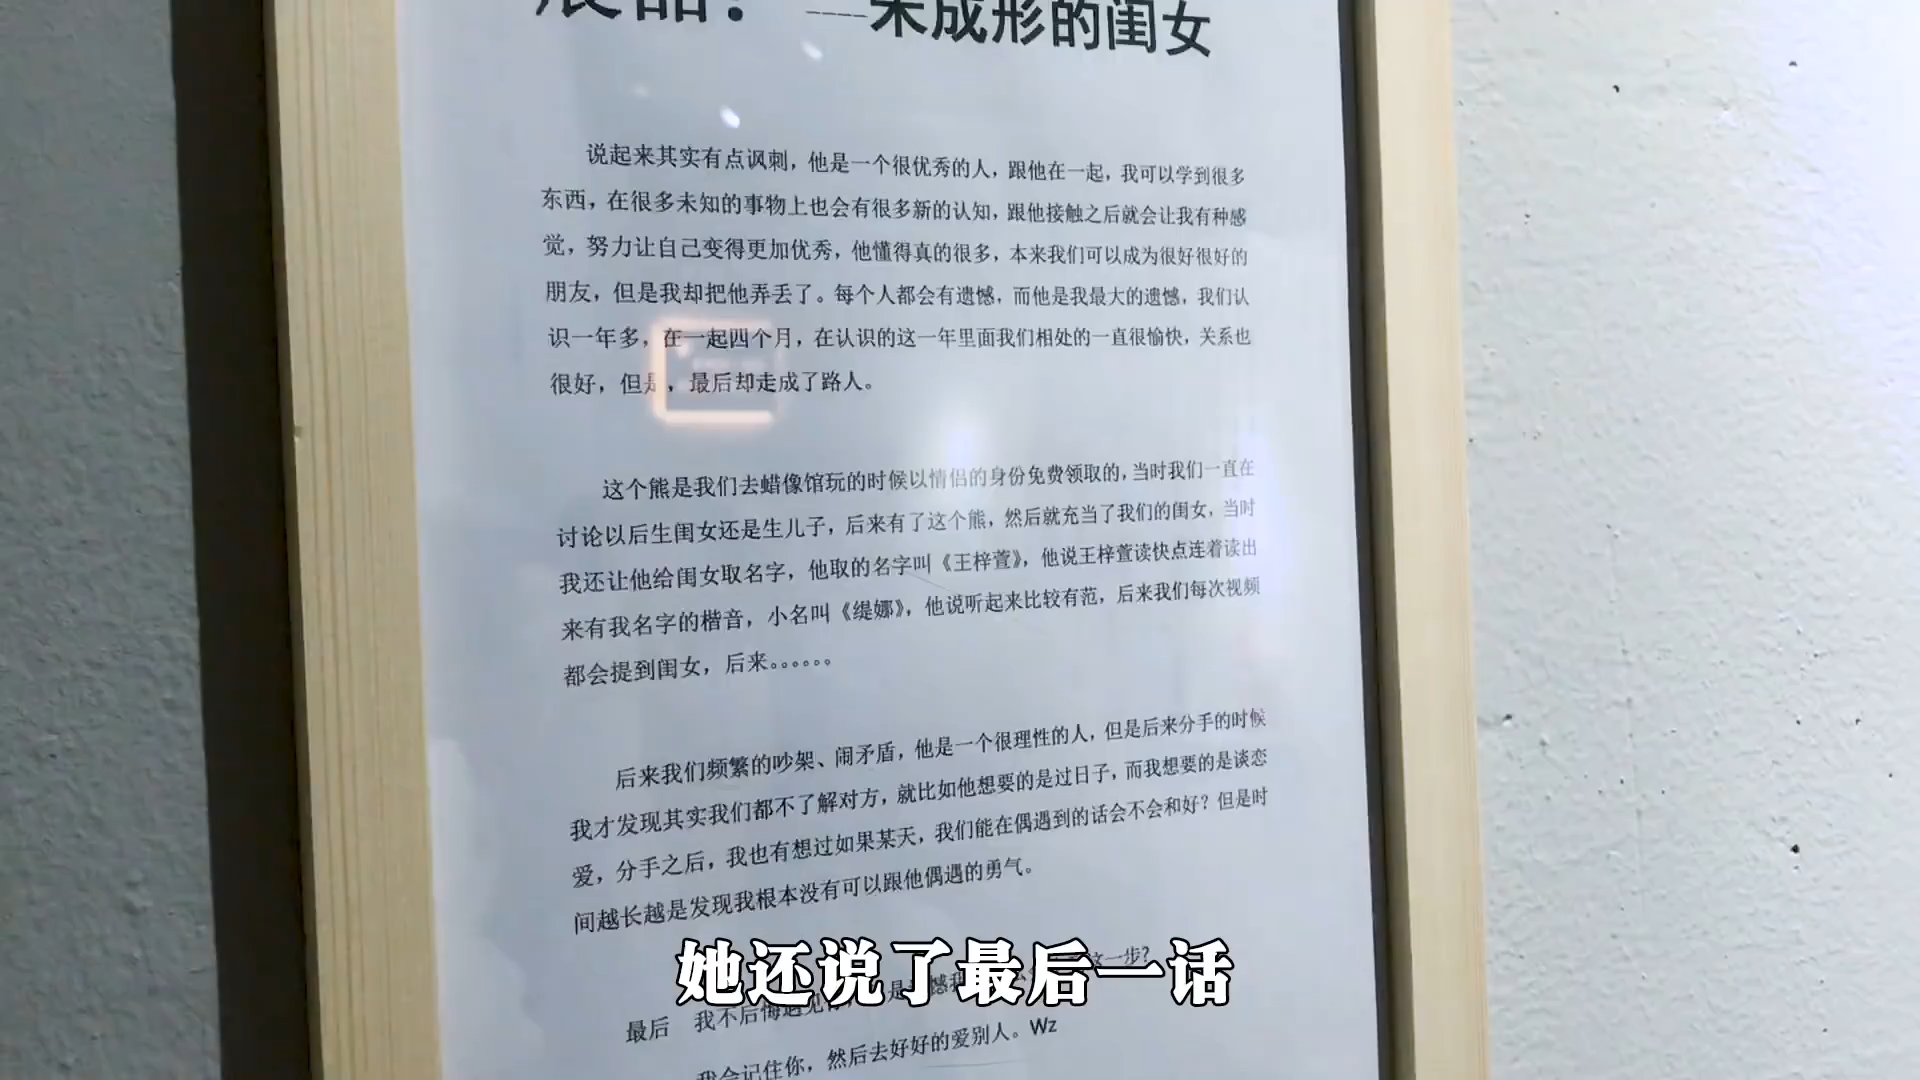 展品：——未成形的闺女
说起来其实有点讽刺，他是一个很优秀的人，跟他在一起，我可以学到很多
东西，在很多未知的事物上也会有很多新的认知，跟他接触之后就会让我有种感
觉，努力让自己变得更加优秀，他懂得真的很多，本来我们可以成为很好很好的
朋友，但是我却把他弄丢了。每个人都会有遗憾，而他是我最大的遗憾，我们认
识一年多，在一起四个月，在认识的这一年里面我们相处的一直很愉快，关系也
很好，但是，最后却走成了路人。
这个熊是我们去蜡像馆玩的时候以情侣的身份免费领取的，当时我们一直在
讨论以后生闺女还是生儿子，后来有了这个熊，然后就充当了我们的闺女，当时
我还让他给闺女取名字，他取的名字叫《王梓萱》，他说王梓萱读快点连着读出
来有我名字的楷音，小名叫《缇娜》，他说听起来比较有范，后来我们每次视频
都会提到闺女，后来。。。。。。
后来我们频繁的吵架、闹矛盾，他是一个很理性的人，但是后来分手的时候
我才发现其实我们都不了解对方，就比如他想要的是过日子，而我想要的是谈恋
爱，分手之后，我也有想过如果某天，我们能在偶遇到的话会不会和好？但是时
间越长越是发现我根本没有可以跟他偶遇的勇气。
她还说了最后一话
最后 我不后悔遇见 是 憾我 这一步？
我会记住你，然后去好好的爱别人。Wz